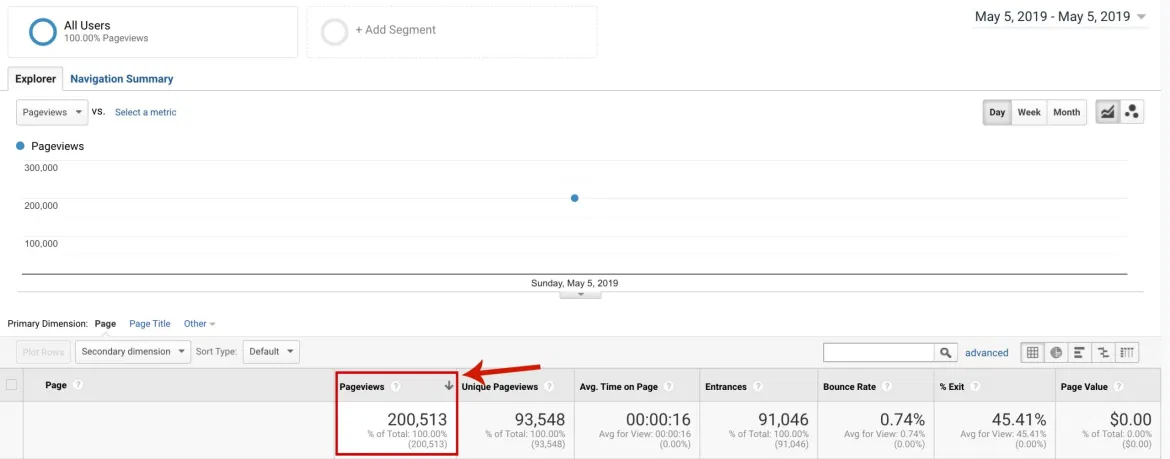 All Users
100.00% Pageviews
+ Add Segment
May 5, 2019 - May 5, 2019
Explorer
Navigation Summary
Pageviews
VS.
Select a metric
Day
Week
Month
Pageviews
300,000
200,000
100,000
Sunday, May 5, 2019
Primary Dimension:
Page
Page Title
Other
Plot Rows
Secondary dimension
Sort Type:
Default
advanced
Page ?
Pageviews ?
Unique Pageviews ?
Avg. Time on Page ?
Entrances ?
Bounce Rate ?
% Exit ?
Page Value ?
200,513
% of Total: 100.00%
(200,513)
93,548
% of Total: 100.00%
(93,548)
00:00:16
Avg for View: 00:00:16
(0.00%)
91,046
% of Total: 100.00%
(91,046)
0.74%
Avg for View: 0.74%
(0.00%)
45.41%
Avg for View: 45.41%
(0.00%)
$0.00
% of Total: 0.00%
($0.00)